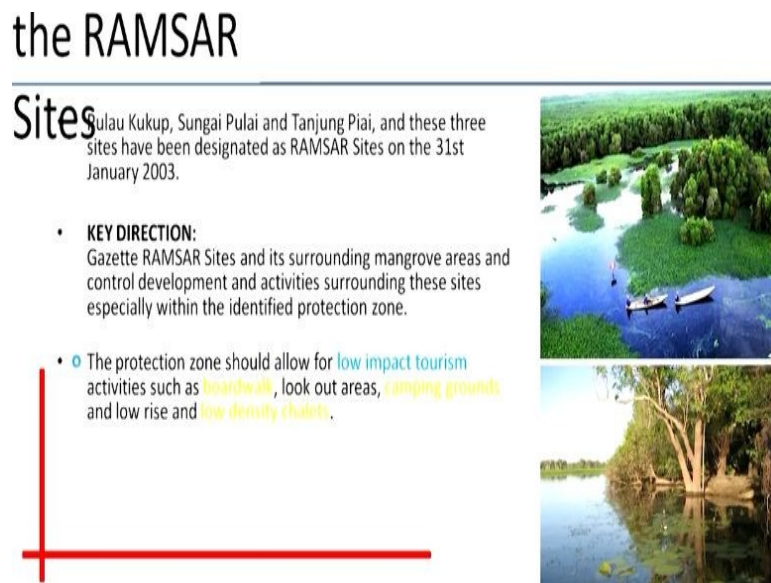 the RAMSAR
Sites
Pulau Kukup, Sungai Pulai and Tanjung Piai, and these three
sites have been designated as RAMSAR Sites on the 31st
January 2003.
• KEY DIRECTION:
Gazette RAMSAR Sites and its surrounding mangrove areas and
control development and activities surrounding these sites
especially within the identified protection zone.
• o The protection zone should allow for low impact tourism
activities such as boardwalk, look out areas, camping grounds
and low rise and low density chalets.